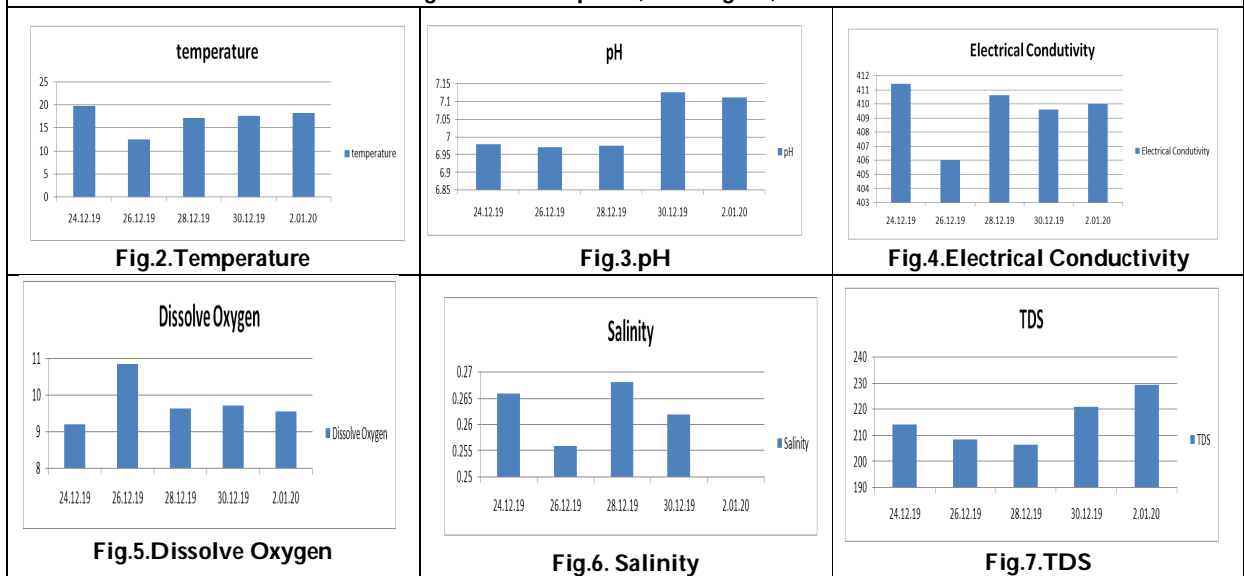 temperature
25
20
15
10
5
0
24.12.19 26.12.19 28.12.19 30.12.19 2.01.20
temperature
Fig.2.Temperature
pH
7.15
7.1
7.05
7
6.95
6.9
6.85
24.12.19 26.12.19 28.12.19 30.12.19 2.01.20
pH
Fig.3.pH
Electrical Condutivity
412
411
410
409
408
407
406
405
404
403
24.12.19 26.12.19 28.12.19 30.12.19 2.01.20
Electrical Condutivity
Fig.4.Electrical Conductivity
Dissolve Oxygen
11
10
9
8
24.12.19 26.12.19 28.12.19 30.12.19 2.01.20
Dissolve Oxygen
Fig.5.Dissolve Oxygen
Salinity
0.27
0.265
0.26
0.255
0.25
24.12.19 26.12.19 28.12.19 30.12.19 2.01.20
Salinity
Fig.6. Salinity
TDS
240
230
220
210
200
190
24.12.19 26.12.19 28.12.19 30.12.19 2.01.20
TDS
Fig.7.TDS